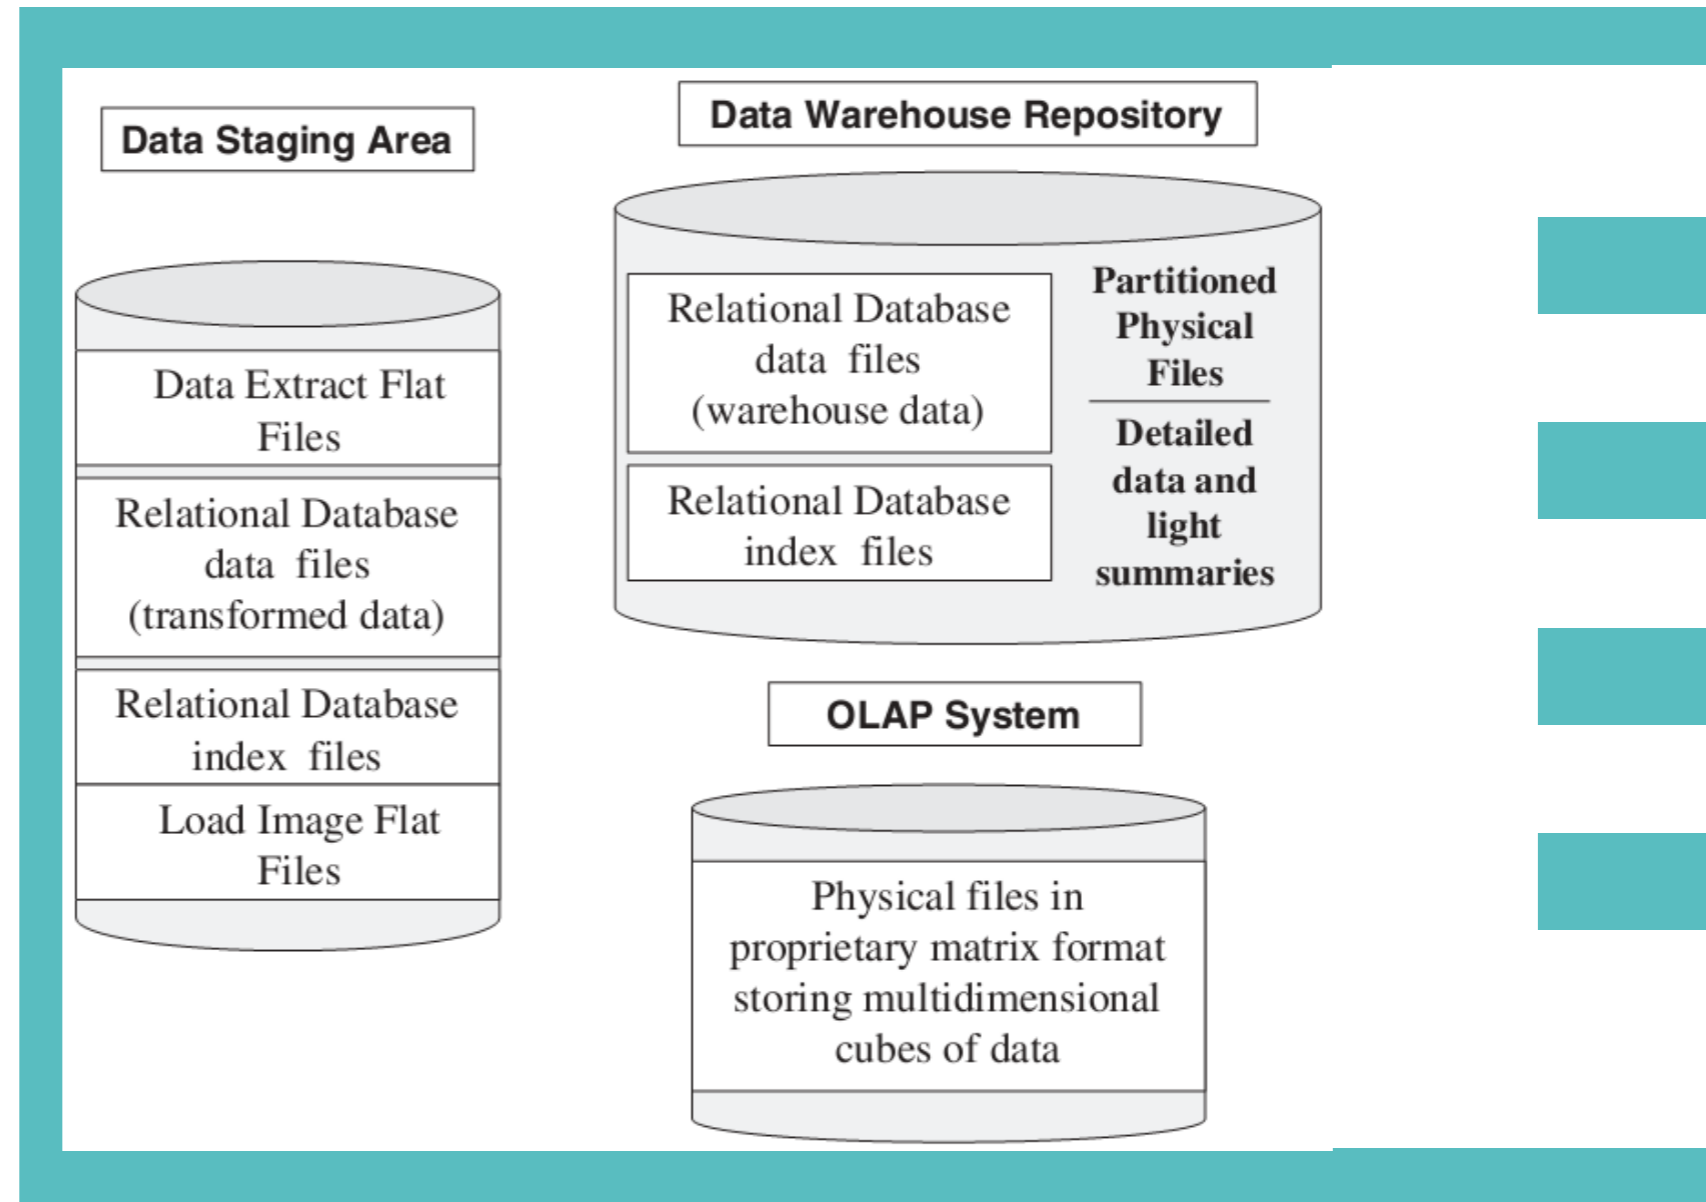 Data Staging Area
Data Extract Flat
Files
Relational Database
data files
(transformed data)
Relational Database
index files
Load Image Flat
Files
Data Warehouse Repository
Relational Database
data files
(warehouse data)
Relational Database
index files
Partitioned
Physical
Files
Detailed
data and
light
summaries
OLAP System
Physical files in
proprietary matrix format
storing multidimensional
cubes of data